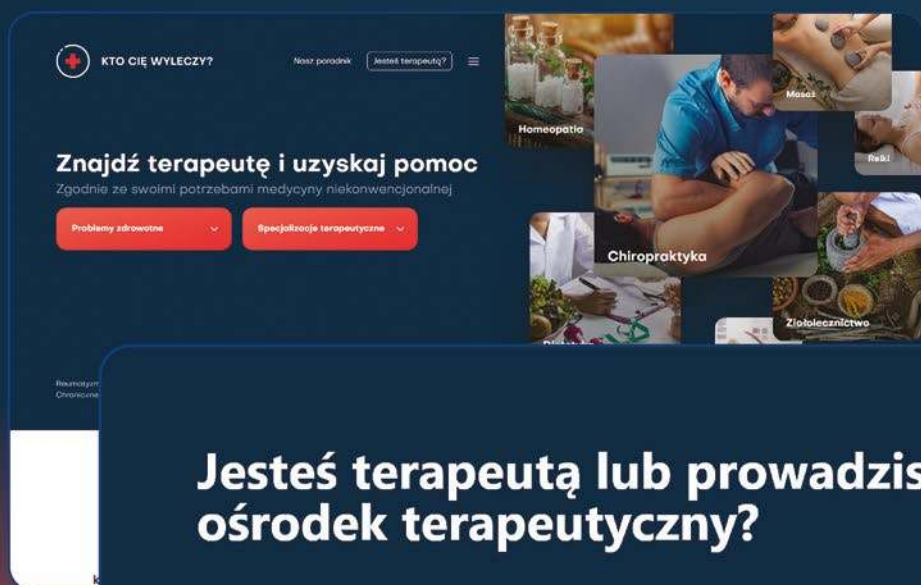 KTO CIĘ WYLECZY?
Nasz poradnik
Jesteś terapeutą?
Znajdź terapeutę i uzyskaj pomoc
Zgodnie ze swoimi potrzebami medycyny niekonwencjonalnej
Problemy zdrowotne
Specjalizacje terapeutyczne
Homeopatia
Masaż
Reiki
Chiropraktyka
Ziołolecznictwo
Jesteś terapeutą lub prowadzis
ośrodek terapeutyczny?